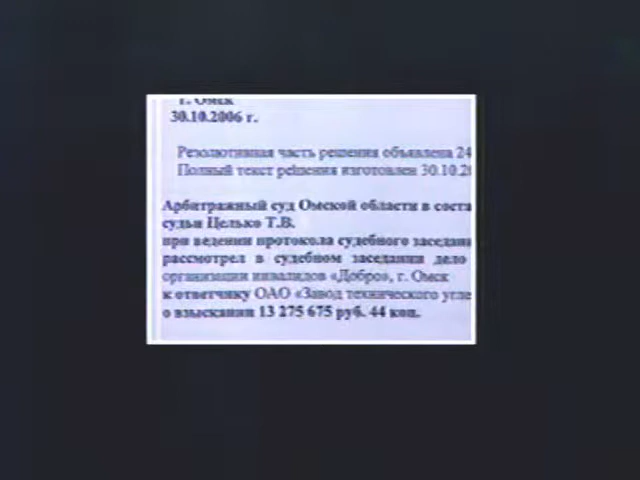 г. Омск
30.10.2006 г.
Резолютивная часть решения объявлена 24
Полный текст решения изготовлен 30.10.20
Арбитражный суд Омской области в соста
судьи Целько Т.В.
при ведении протокола судебного заседани
рассмотрел в судебном заседании дело
организации инвалидов «Добро», г. Омск
к ответчику ОАО «Завод технического угле
о взыскании 13 275 675 руб. 44 коп.